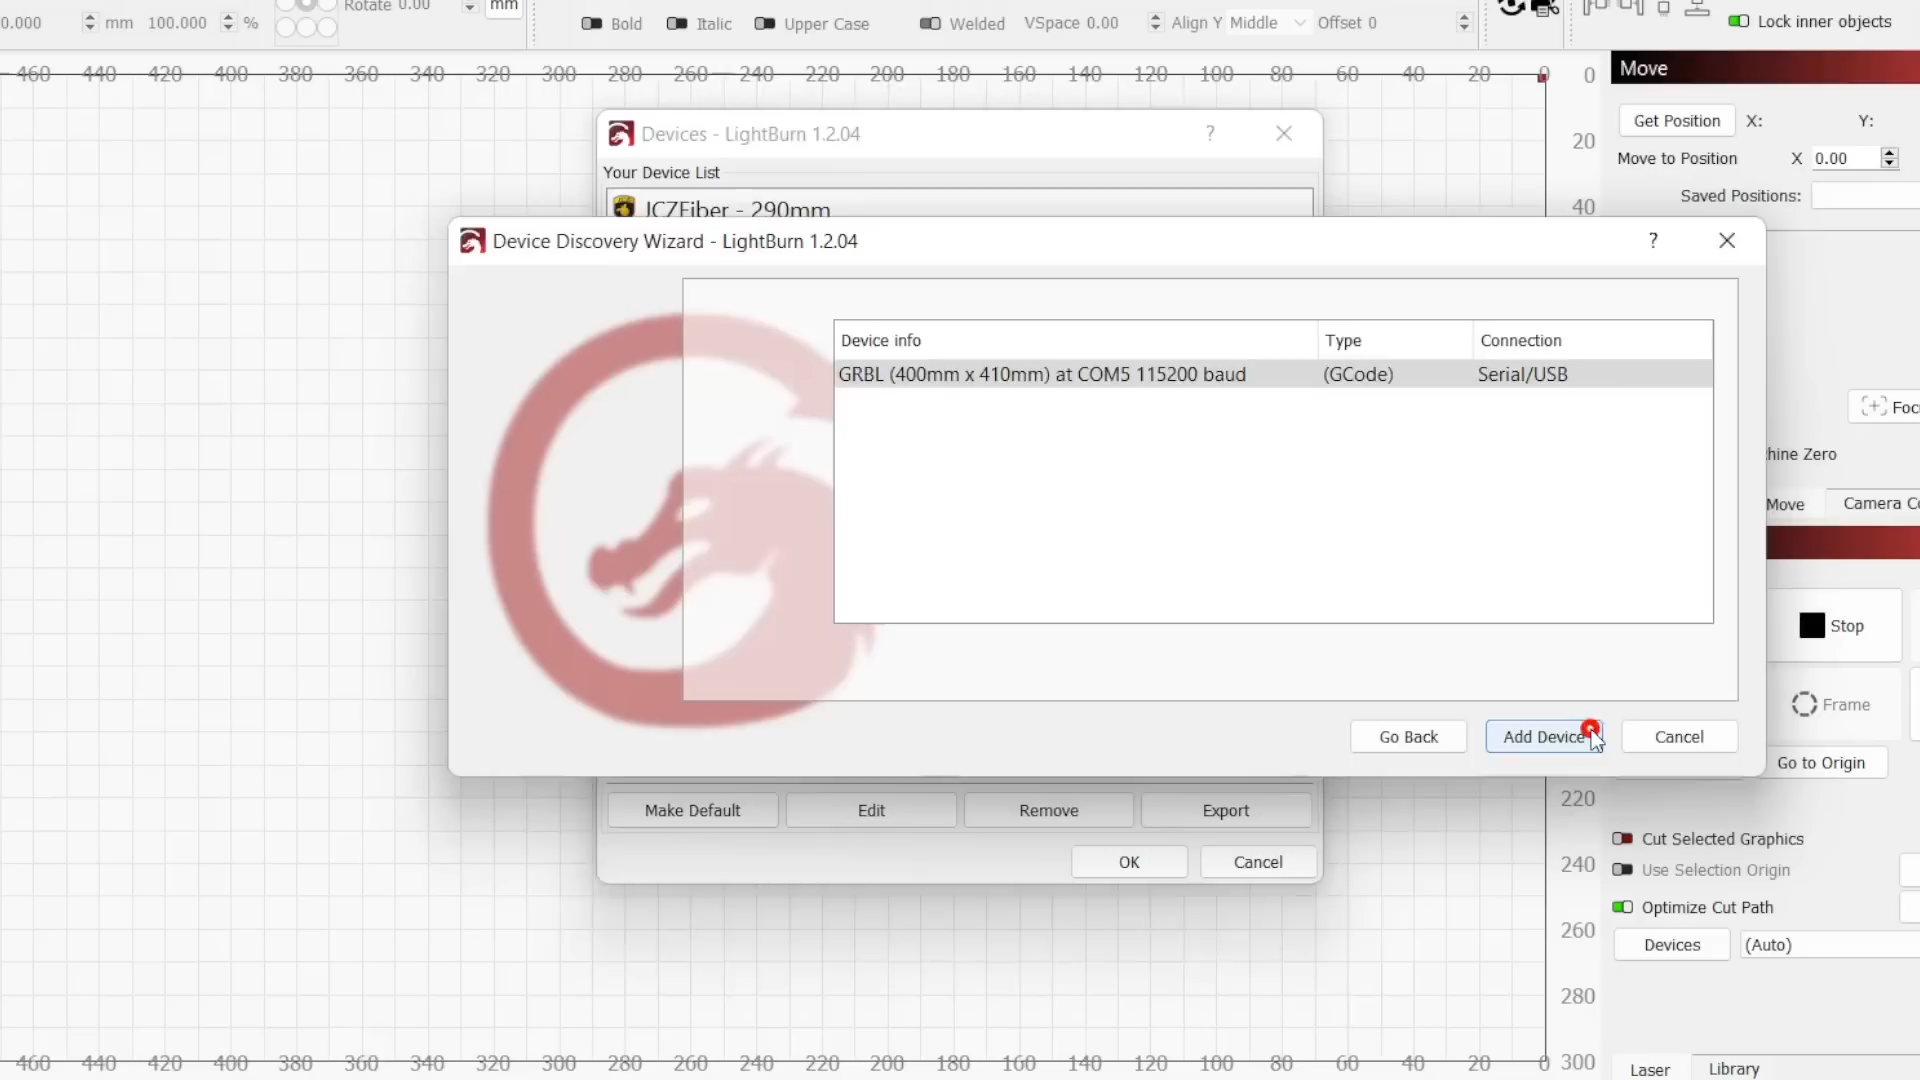 0.000 mm 100.000 % Rotate 0.00 mm Bold Italic Upper Case Welded VSpace 0.00 Align Y Middle Offset 0 Lock inner objects
460 440 420 400 380 360 340 320 300 280 260 240 220 200 180 160 140 120 100 80 60 40 20 0 0
Move
Get Position X: Y:
Move to Position X 0.00
Saved Positions:
20
40
Devices - LightBurn 1.2.04 ?
Your Device List
JCZFiber - 290mm
Device Discovery Wizard - LightBurn 1.2.04 ?
Device info Type Connection
GRBL (400mm x 410mm) at COM5 115200 baud (GCode) Serial/USB
Go Back Add Device Cancel
Make Default Edit Remove Export
OK Cancel
Foc
hine Zero
Move Camera Co
Stop
Frame
Go to Origin
220
240
260
280
300
Cut Selected Graphics
Use Selection Origin
Optimize Cut Path
Devices (Auto)
460 440 420 400 380 360 340 320 300 280 260 240 220 200 180 160 140 120 100 80 60 40 20 0
Laser Library